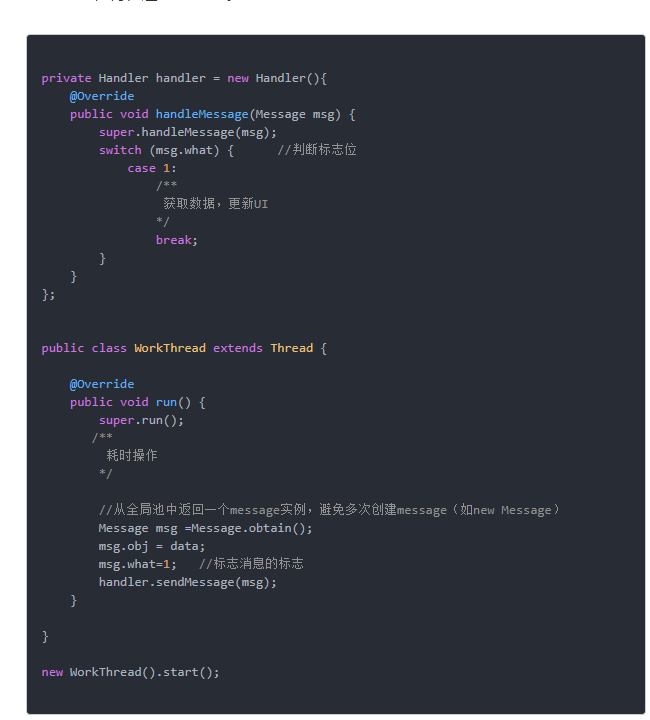 private Handler handler = new Handler(){
    @Override
    public void handleMessage(Message msg) {
        super.handleMessage(msg);
        switch (msg.what) {      //判断标志位
            case 1:
                /**
                 获取数据，更新UI
                */
                break;
        }
    }
};
public class WorkThread extends Thread {
    @Override
    public void run() {
        super.run();
       /**
         耗时操作
        */
        //从全局池中返回一个message实例，避免多次创建message（如new Message）
        Message msg =Message.obtain();
        msg.obj = data;
        msg.what=1;   //标志消息的标志
        handler.sendMessage(msg);
    }
}
new WorkThread().start();